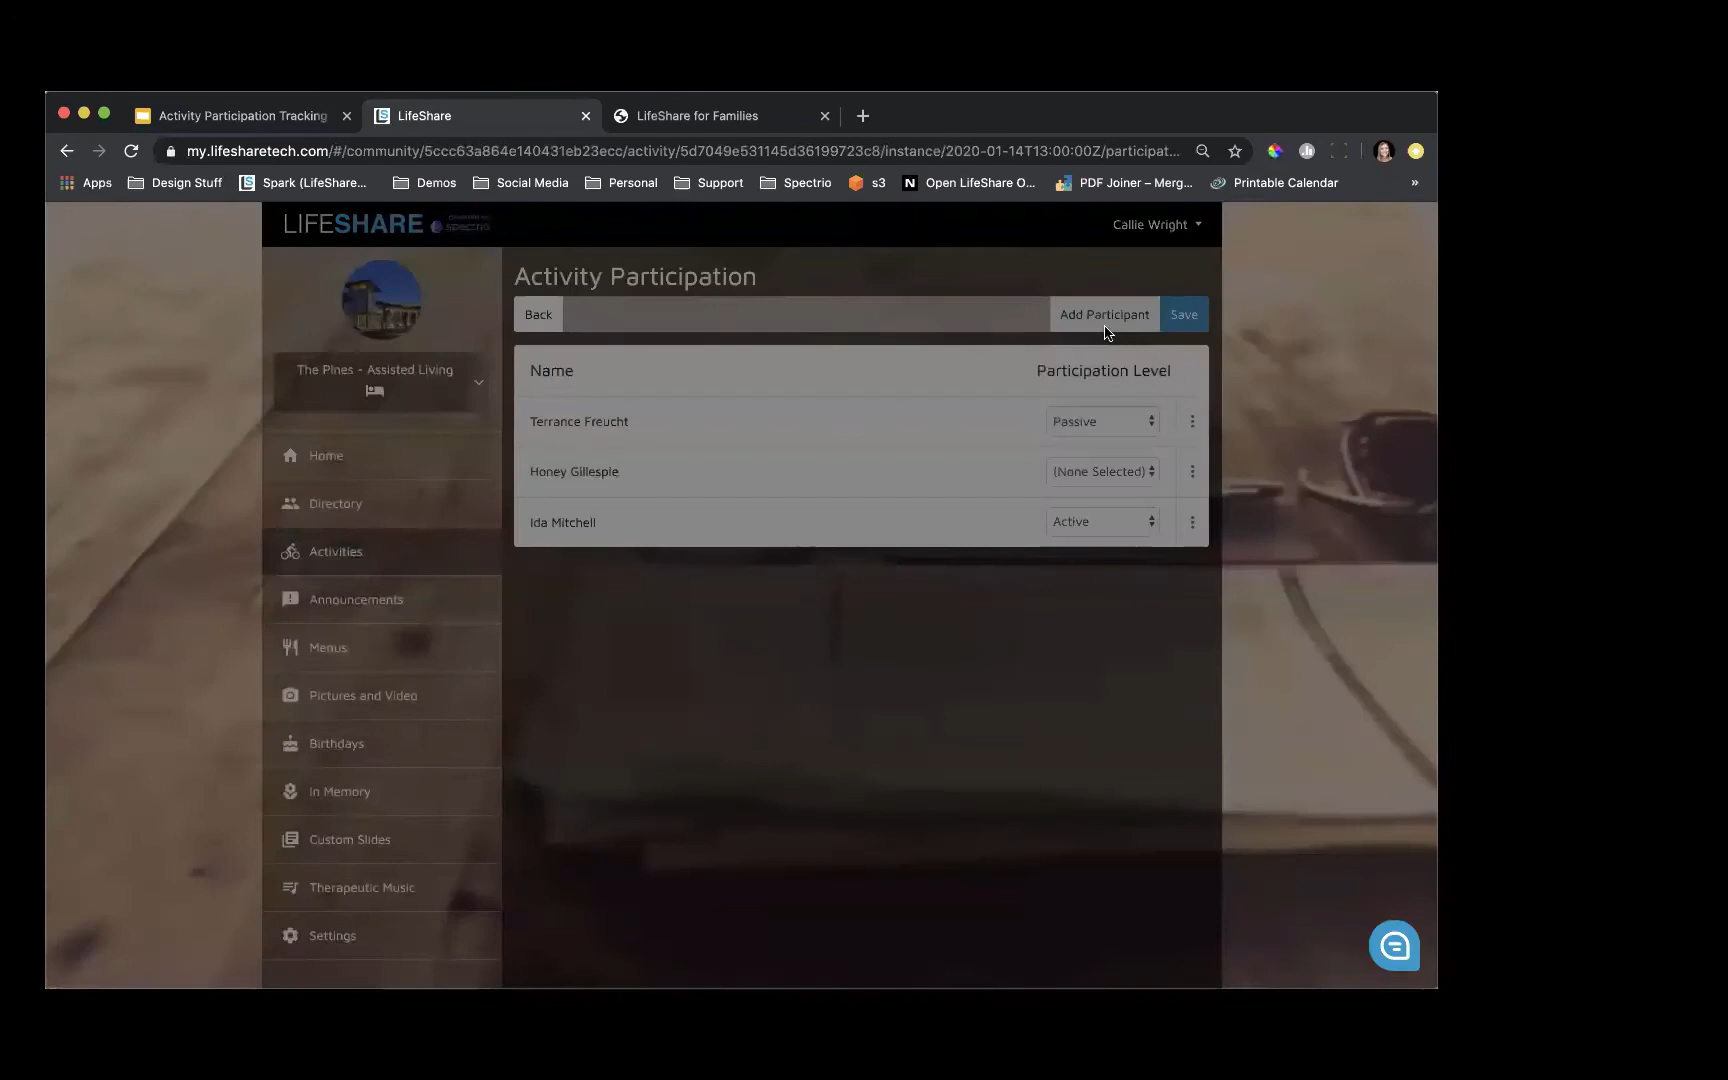 Activity Participation Tracking
LifeShare
LifeShare for Families
my.lifesharetech.com/#/community/5ccc63a864e140431eb23ecc/activity/5d7049e531145d36199723c8/instance/2020-01-14T13:00:00Z/participat...
Apps
Design Stuff
Spark (LifeShare...
Demos
Social Media
Personal
Support
Spectrio
s3
Open LifeShare O...
PDF Joiner – Merg...
Printable Calendar
»
LIFESHARE
SPECTRIO
Callie Wright
The Pines - Assisted Living
Home
Directory
Activities
Announcements
Menus
Pictures and Video
Birthdays
In Memory
Custom Slides
Therapeutic Music
Settings
Activity Participation
Back
Add Participant
Save
Name
Participation Level
Terrance Freucht
Passive
Honey Gillespie
(None Selected)
Ida Mitchell
Active